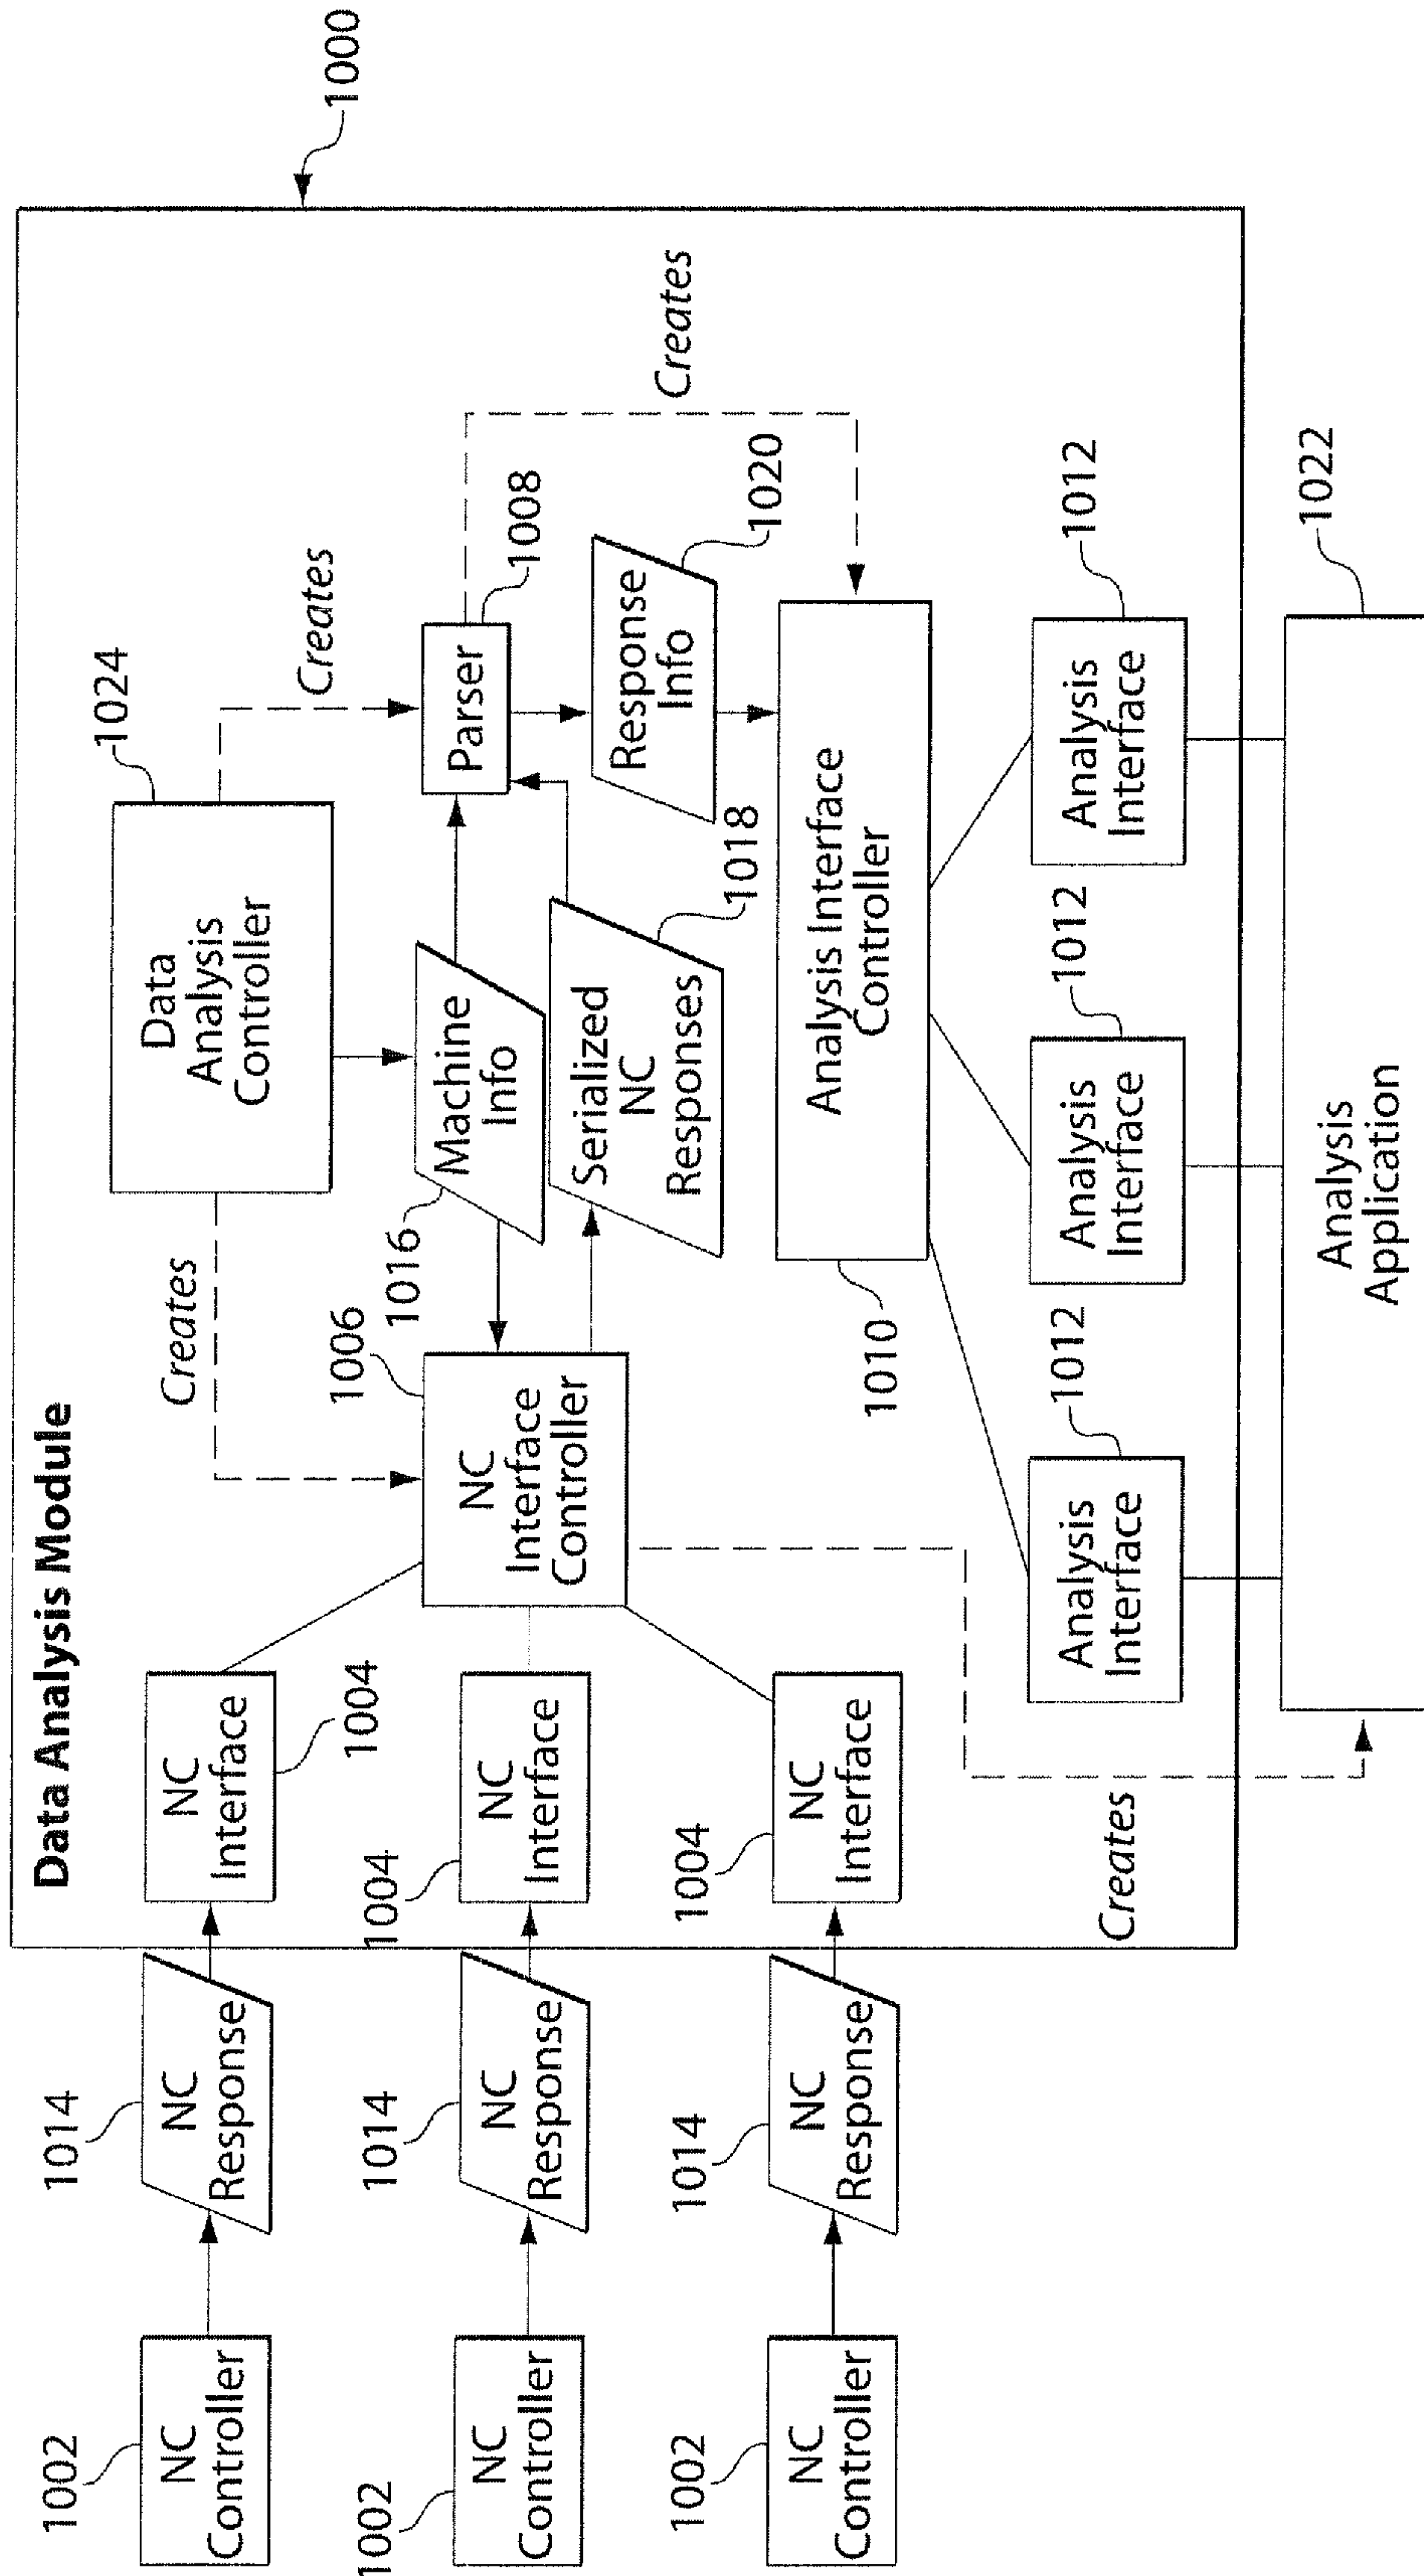 Data Analysis Module
1000
1024
Data
Analysis
Controller
Creates
Creates
1002
NC
Controller
1014
NC
Response
NC
Interface
1004
1006
NC
Interface
Controller
1016
Machine
Info
Parser
1008
Creates
1002
NC
Controller
1014
NC
Response
1004
NC
Interface
Serialized
NC
Responses
1018
Response
Info
1020
1002
NC
Controller
1014
NC
Response
1004
NC
Interface
1010
Analysis Interface
Controller
Creates
1012
Analysis
Interface
1012
Analysis
Interface
1012
Analysis
Interface
Analysis
Application
1022